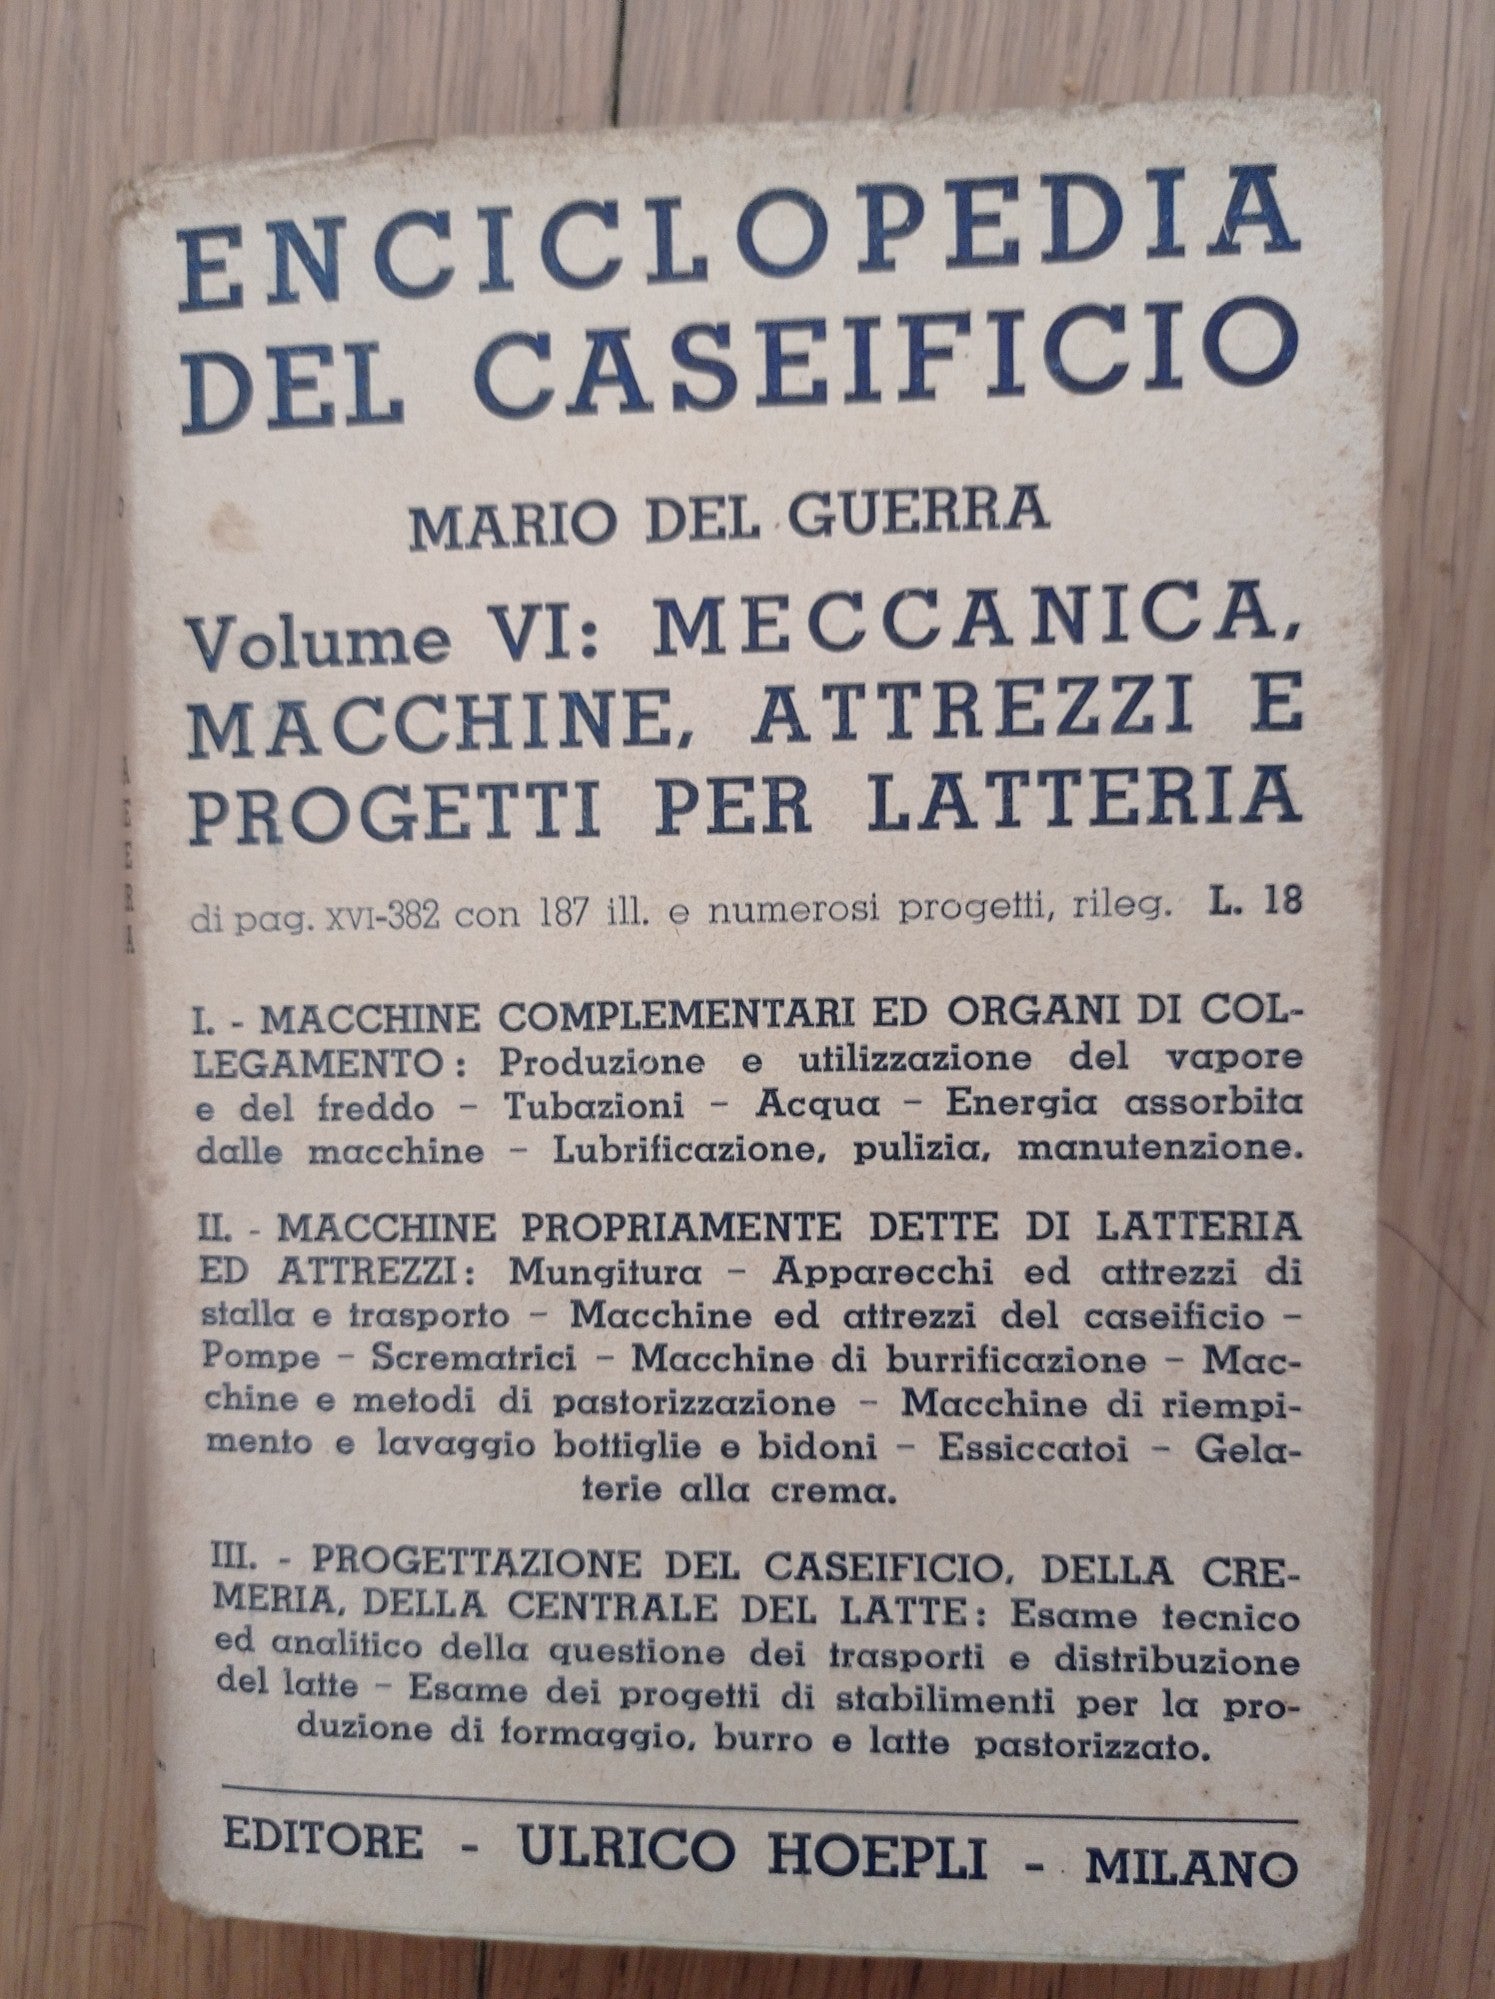 ENCICLOPEDIA
DEL CASEIFICIO
MARIO DEL GUERRA
Volume VI: MECCANICA,
MACCHINE, ATTREZZI E
PROGETTI PER LATTERIA
di pag. XVI-382 con 187 ill. e numerosi progetti, rileg. L. 18
I. - MACCHINE COMPLEMENTARI ED ORGANI DI COL-
LEGAMENTO: Produzione e utilizzazione del vapore
e del freddo - Tubazioni - Acqua - Energia assorbita
dalle macchine - Lubrificazione, pulizia, manutenzione.
II. - MACCHINE PROPRIAMENTE DETTE DI LATTERIA
ED ATTREZZI: Mungitura - Apparecchi ed attrezzi di
stalla e trasporto - Macchine ed attrezzi del caseificio -
Pompe - Scrematrici - Macchine di burrificazione - Mac-
chine e metodi di pastorizzazione - Macchine di riempi-
mento e lavaggio bottiglie e bidoni - Essiccatoi - Gela-
terie alla crema.
III. - PROGETTAZIONE DEL CASEIFICIO, DELLA CRE-
MERIA, DELLA CENTRALE DEL LATTE: Esame tecnico
ed analitico della questione dei trasporti e distribuzione
del latte - Esame dei progetti di stabilimenti per la pro-
duzione di formaggio, burro e latte pastorizzato.
EDITORE - ULRICO HOEPLI - MILANO